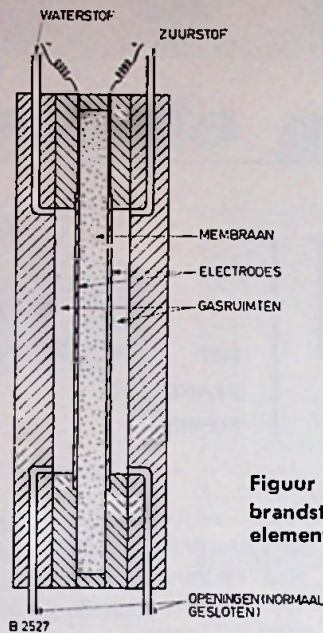 WATERSTOF
ZUURSTOF
MEMBRAAN
ELECTRODES
GASRUIMTEN
Figuur
brandst
element
OPENINGEN (NORMAAL
GESLOTEN)
B 2527